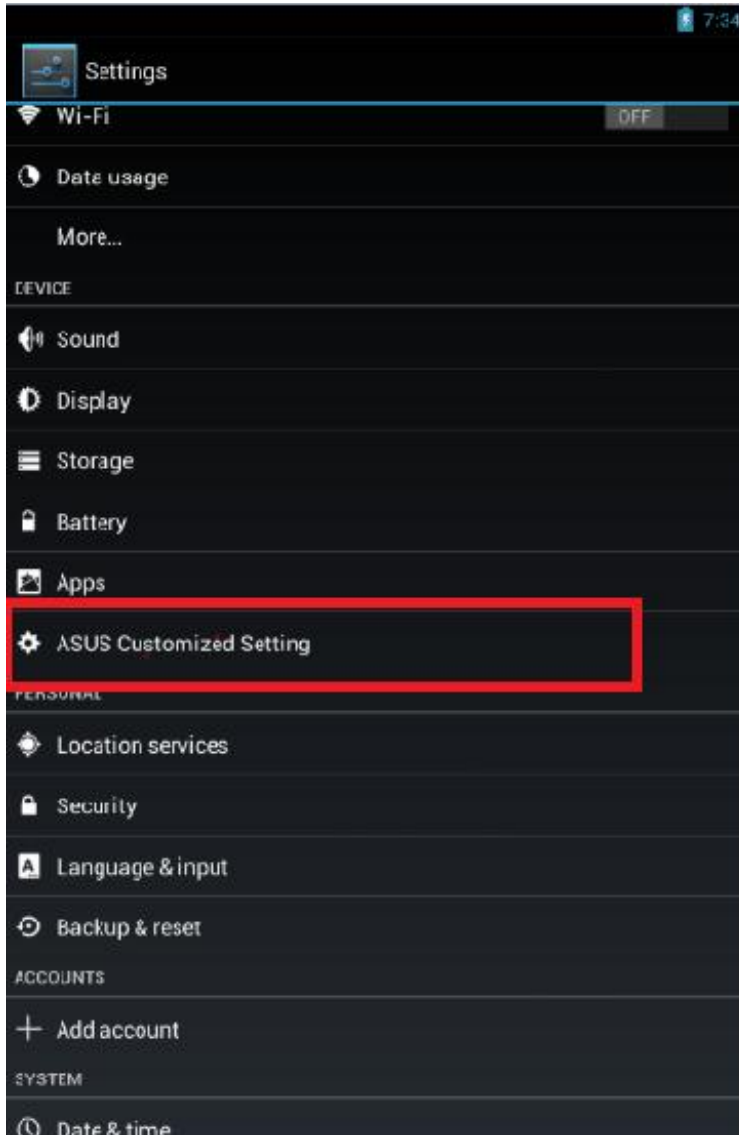 7:34
Settings
Wi-Fi OFF
Data usage
More...
DEVICE
Sound
Display
Storage
Battery
Apps
ASUS Customized Setting
PERSONAL
Location services
Security
Language & input
Backup & reset
ACCOUNTS
Add account
SYSTEM
Date & time